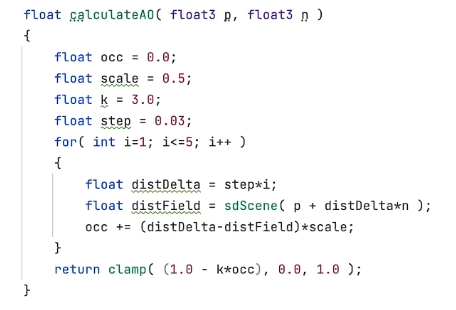 float calculateAO( float3 p, float3 n )
{
    float occ = 0.0;
    float scale = 0.5;
    float k = 3.0;
    float step = 0.03;
    for( int i=1; i<=5; i++ )
    {
        float distDelta = step*i;
        float distField = sdScene( p + distDelta*n );
        occ += (distDelta-distField)*scale;
    }
    return clamp( (1.0 - k*occ), 0.0, 1.0 );
}